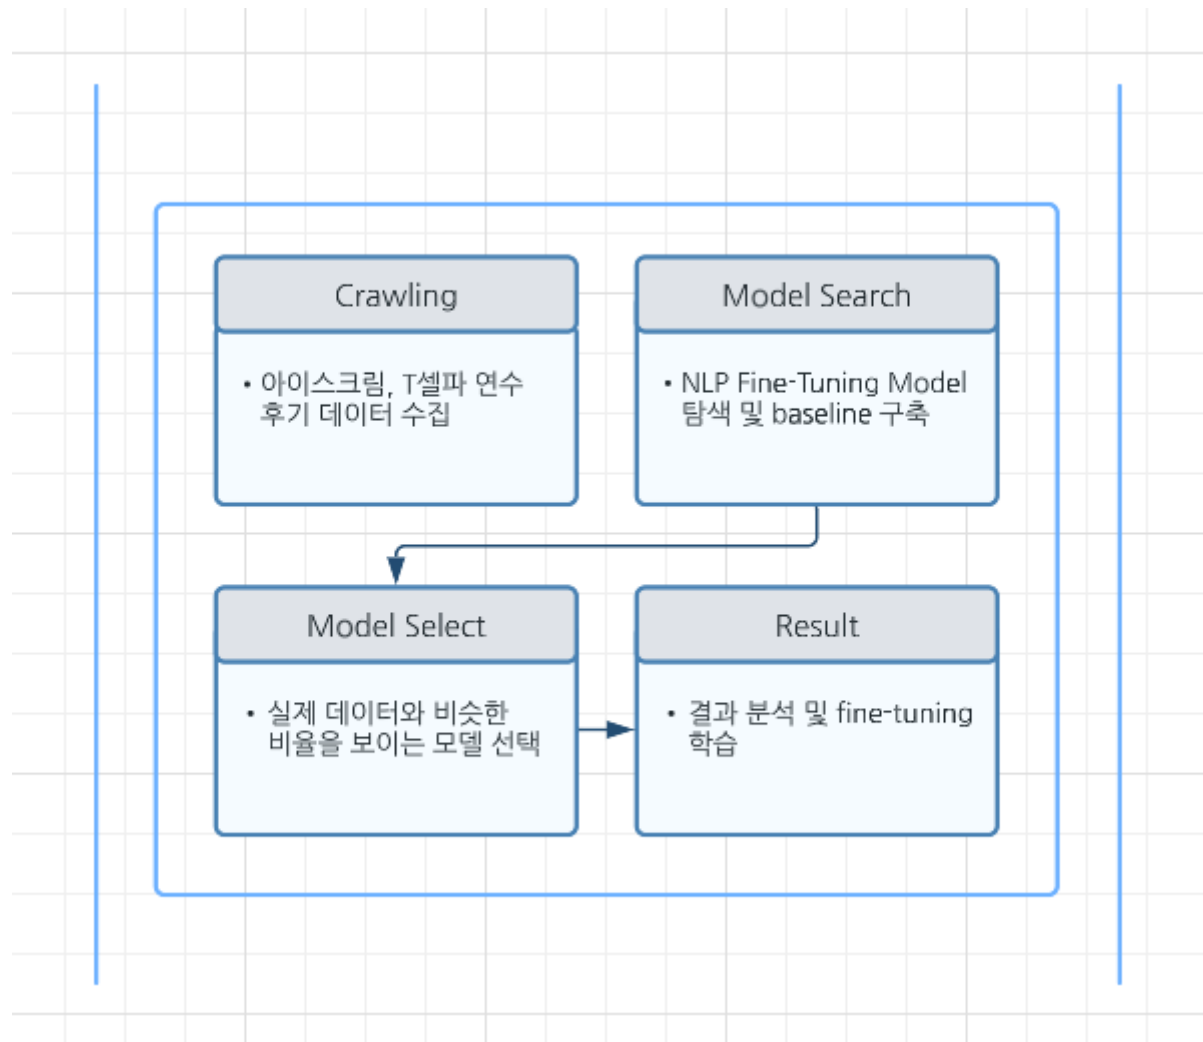 Crawling
• 아이스크림, T셀파 연수
후기 데이터 수집
Model Search
• NLP Fine-Tuning Model
탐색 및 baseline 구축
Model Select
• 실제 데이터와 비슷한
비율을 보이는 모델 선택
Result
• 결과 분석 및 fine-tuning
학습